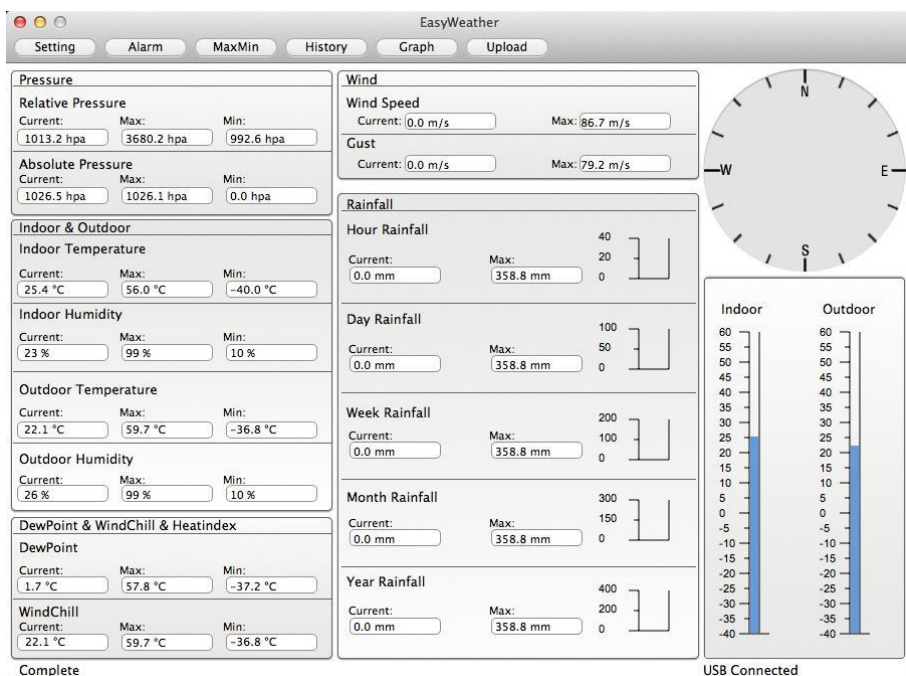 EasyWeather
Setting Alarm MaxMin History Graph Upload
Pressure
Relative Pressure
Current: Max: Min:
1013.2 hpa 3680.2 hpa 992.6 hpa
Absolute Pressure
Current: Max: Min:
1026.5 hpa 1026.1 hpa 0.0 hpa
Indoor & Outdoor
Indoor Temperature
Current: Max: Min:
25.4 °C 56.0 °C -40.0 °C
Indoor Humidity
Current: Max: Min:
23 % 99 % 10 %
Outdoor Temperature
Current: Max: Min:
22.1 °C 59.7 °C -36.8 °C
Outdoor Humidity
Current: Max: Min:
26 % 99 % 10 %
DewPoint & WindChill & Heatindex
DewPoint
Current: Max: Min:
1.7 °C 57.8 °C -37.2 °C
WindChill
Current: Max: Min:
22.1 °C 59.7 °C -36.8 °C
Wind
Wind Speed
Current: 0.0 m/s Max: 86.7 m/s
Gust
Current: 0.0 m/s Max: 79.2 m/s
Rainfall
Hour Rainfall
40
20
0
Current: Max:
0.0 mm 358.8 mm
Day Rainfall
100
50
0
Current: Max:
0.0 mm 358.8 mm
Week Rainfall
200
100
0
Current: Max:
0.0 mm 358.8 mm
Month Rainfall
300
150
0
Current: Max:
0.0 mm 358.8 mm
Year Rainfall
400
200
0
Current: Max:
0.0 mm 358.8 mm
N
W E
S
Indoor Outdoor
60 60
55 55
50 50
45 45
40 40
35 35
30 30
25 25
20 20
15 15
10 10
5 5
0 0
-5 -5
-10 -10
-15 -15
-20 -20
-25 -25
-30 -30
-35 -35
-40 -40
Complete
USB Connected